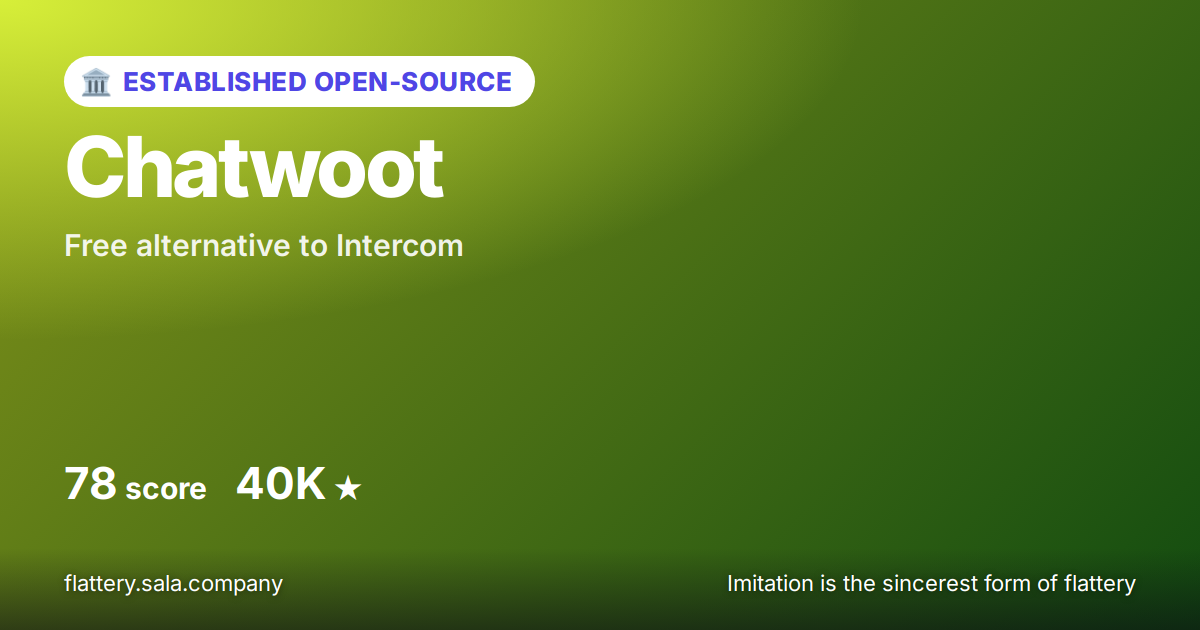 🏛️ ESTABLISHED OPEN-SOURCE
Chatwoot
Free alternative to Intercom
78 score 40K ★
flattery.sala.company
Imitation is the sincerest form of flattery